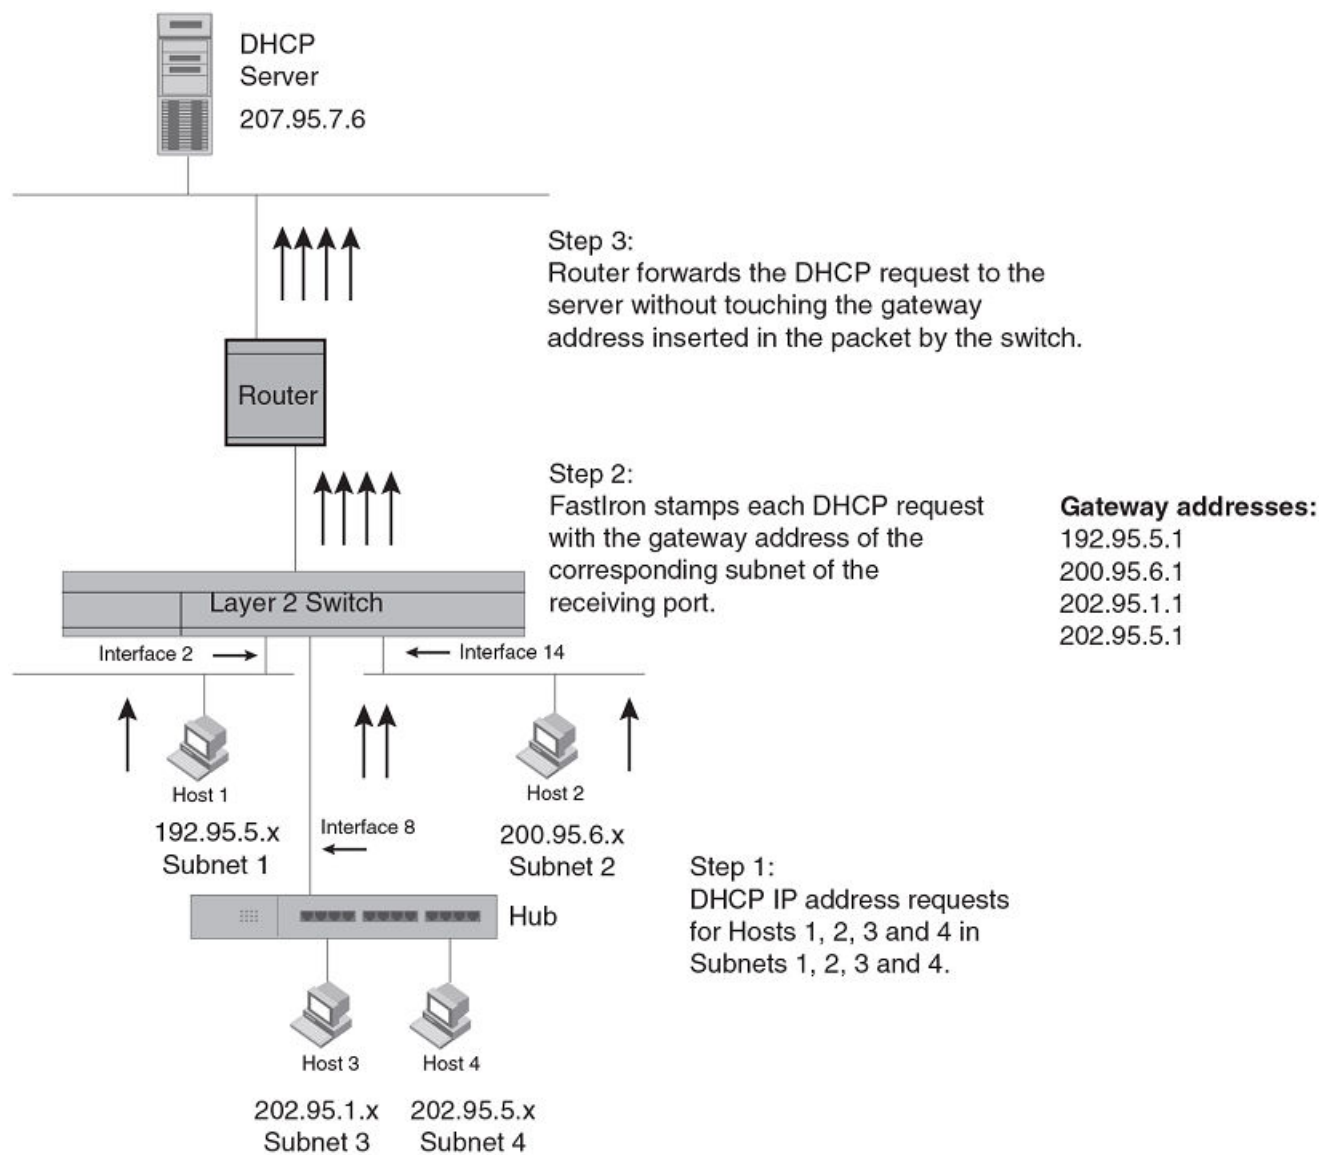 DHCP
Server
207.95.7.6
Step 3:
Router forwards the DHCP request to the
server without touching the gateway
address inserted in the packet by the switch.
Router
Step 2:
FastIron stamps each DHCP request
with the gateway address of the
corresponding subnet of the
receiving port.
Gateway addresses:
192.95.5.1
200.95.6.1
202.95.1.1
202.95.5.1
Layer 2 Switch
Interface 2
Interface 14
Host 1
192.95.5.x
Subnet 1
Interface 8
Host 2
200.95.6.x
Subnet 2
Step 1:
DHCP IP address requests
for Hosts 1, 2, 3 and 4 in
Subnets 1, 2, 3 and 4.
Hub
Host 3
202.95.1.x
Subnet 3
Host 4
202.95.5.x
Subnet 4